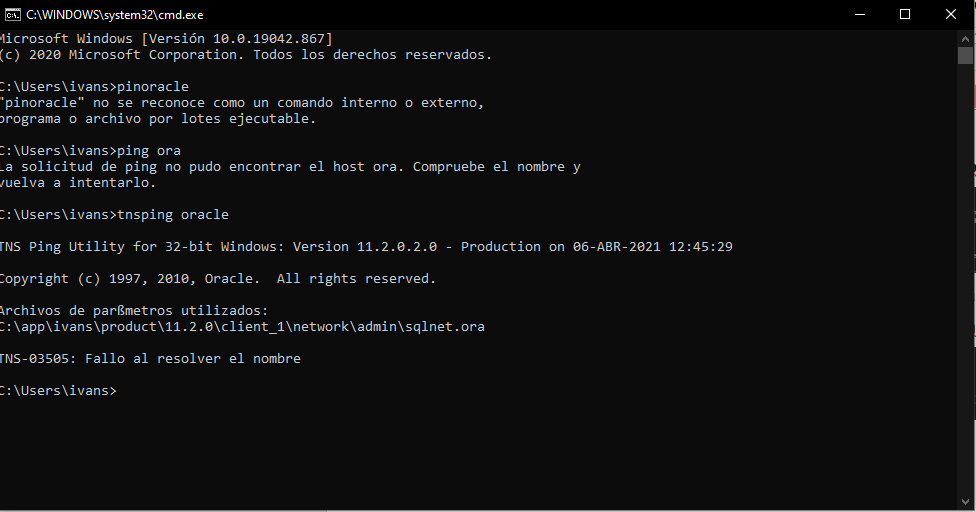 C:\WINDOWS\system32\cmd.exe
Microsoft Windows [Versión 10.0.19042.867]
(c) 2020 Microsoft Corporation. Todos los derechos reservados.
C:\Users\ivans>pinoracle
"pinoracle" no se reconoce como un comando interno o externo,
programa o archivo por lotes ejecutable.
C:\Users\ivans>ping ora
La solicitud de ping no pudo encontrar el host ora. Compruebe el nombre y
vuelva a intentarlo.
C:\Users\ivans>tnsping oracle
TNS Ping Utility for 32-bit Windows: Version 11.2.0.2.0 - Production on 06-ABR-2021 12:45:29
Copyright (c) 1997, 2010, Oracle.  All rights reserved.
Archivos de parßmetros utilizados:
C:\app\ivans\product\11.2.0\client_1\network\admin\sqlnet.ora
TNS-03505: Fallo al resolver el nombre
C:\Users\ivans>